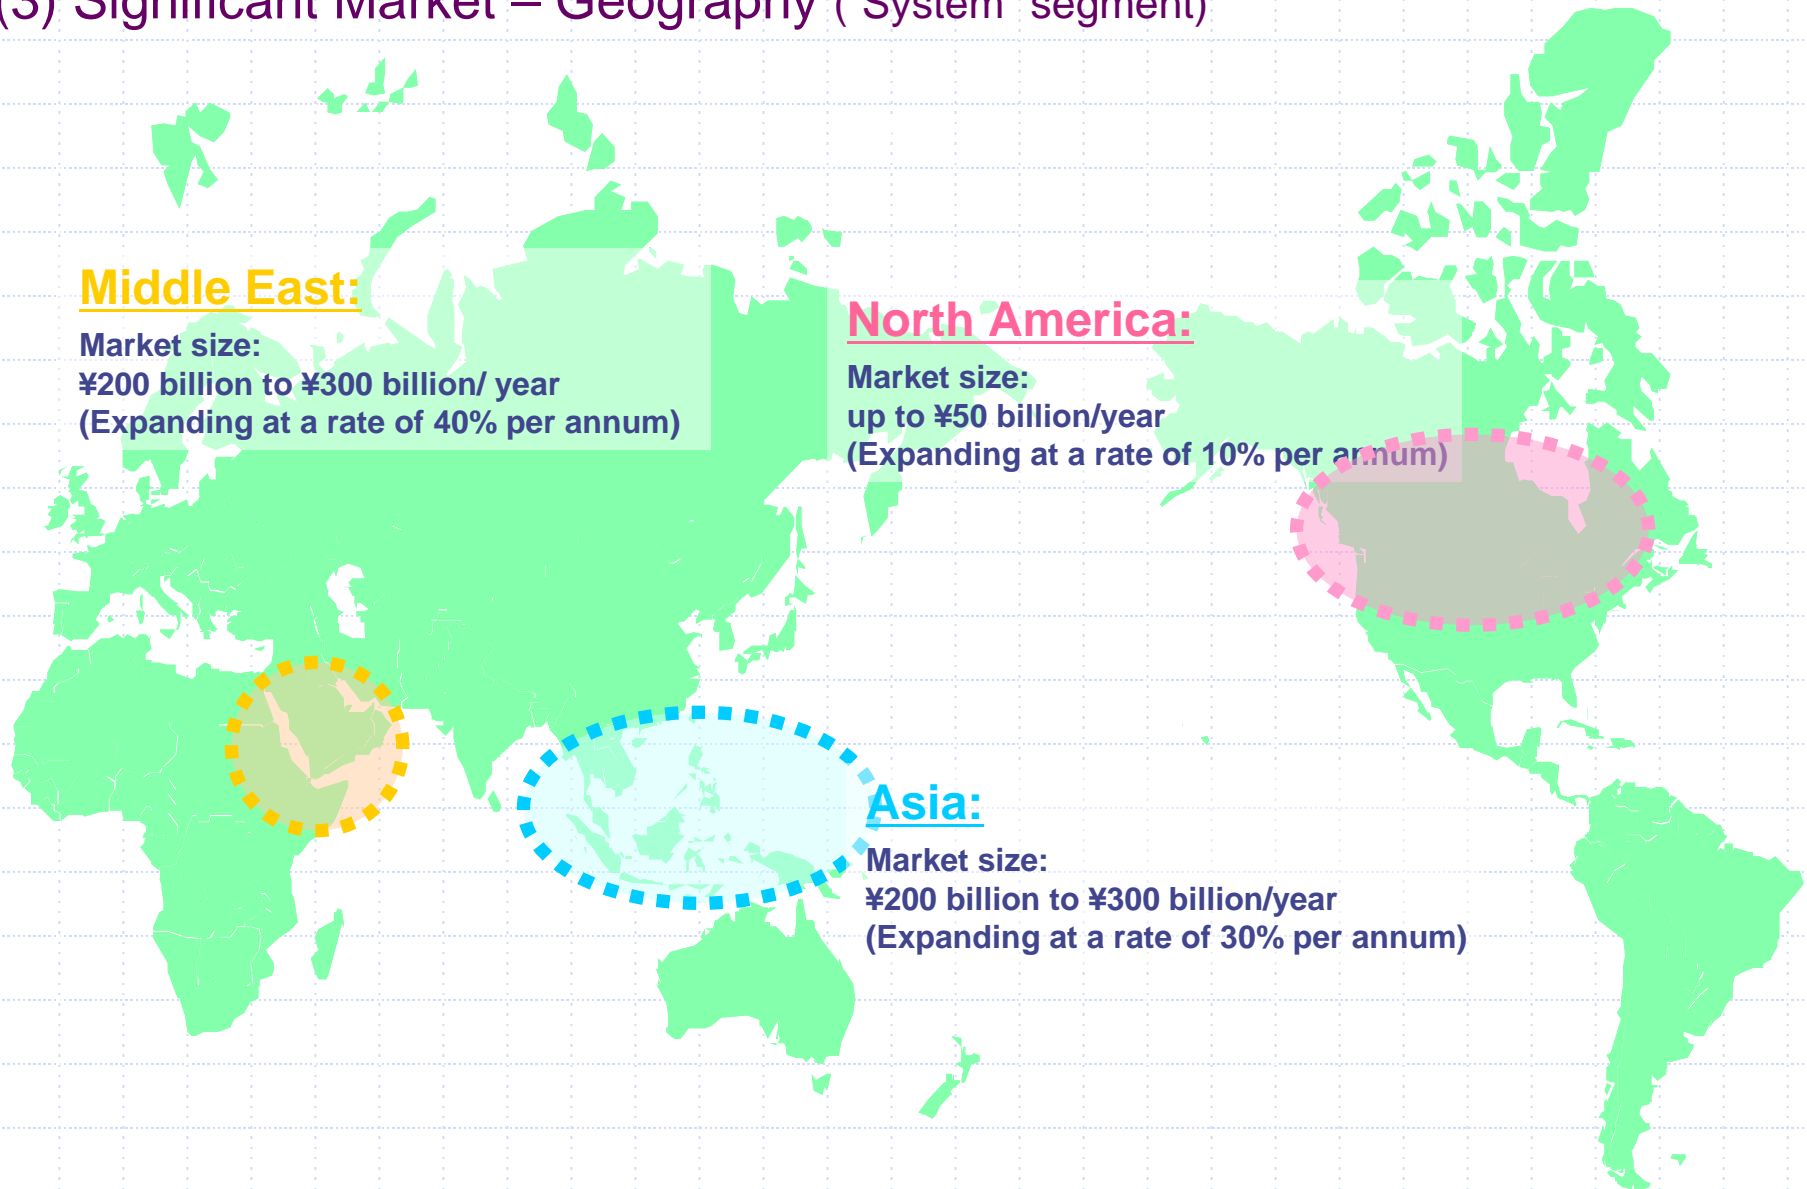 (3) Significant Market – Geography ( System segment)
Middle East:
Market size:
¥200 billion to ¥300 billion/ year
(Expanding at a rate of 40% per annum)
North America:
Market size:
up to ¥50 billion/year
(Expanding at a rate of 10% per annum)
Asia:
Market size:
¥200 billion to ¥300 billion/year
(Expanding at a rate of 30% per annum)